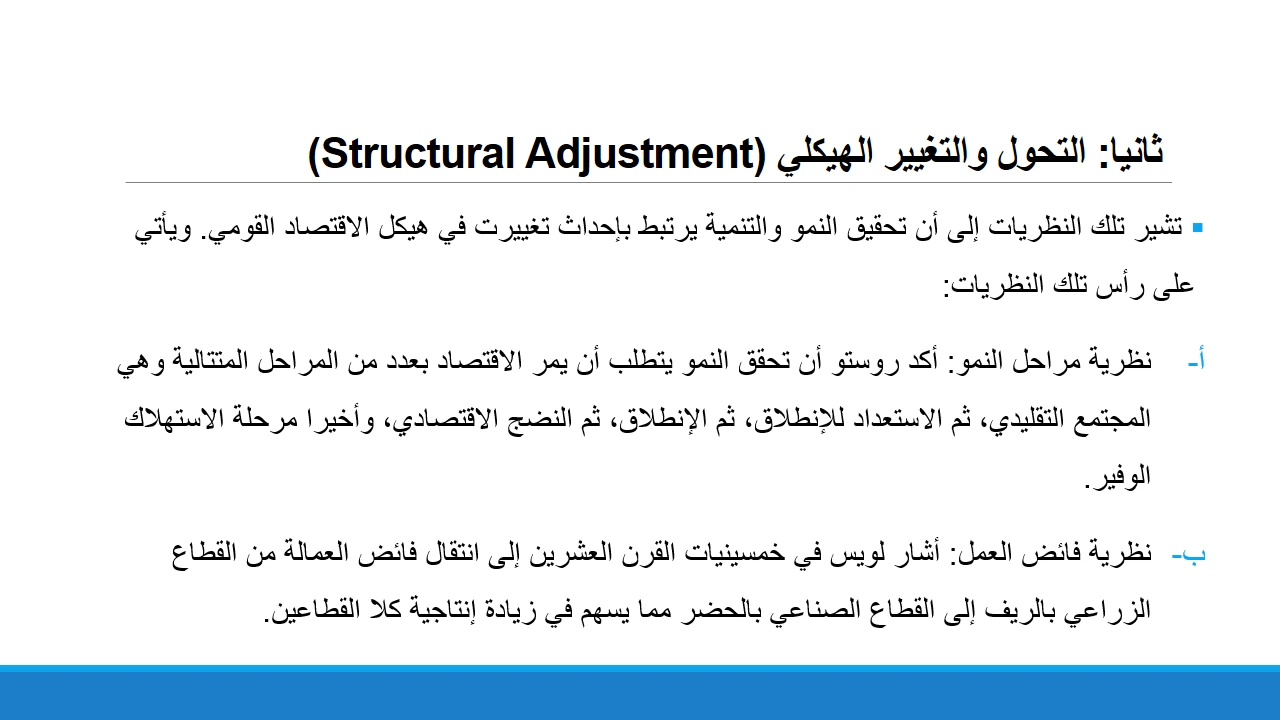 ثانيا: التحول والتغيير الهيكلي (Structural Adjustment)
▪ تشير تلك النظريات إلى أن تحقيق النمو والتنمية يرتبط بإحداث تغييرت في هيكل الاقتصاد القومي. ويأتي
على رأس تلك النظريات:
أ- نظرية مراحل النمو: أكد روستو أن تحقق النمو يتطلب أن يمر الاقتصاد بعدد من المراحل المتتالية وهي
المجتمع التقليدي، ثم الاستعداد للإنطلاق، ثم الإنطلاق، ثم النضج الاقتصادي، وأخيرا مرحلة الاستهلاك
الوفير.
ب- نظرية فائض العمل: أشار لويس في خمسينيات القرن العشرين إلى انتقال فائض العمالة من القطاع
الزراعي بالريف إلى القطاع الصناعي بالحضر مما يسهم في زيادة إنتاجية كلا القطاعين.